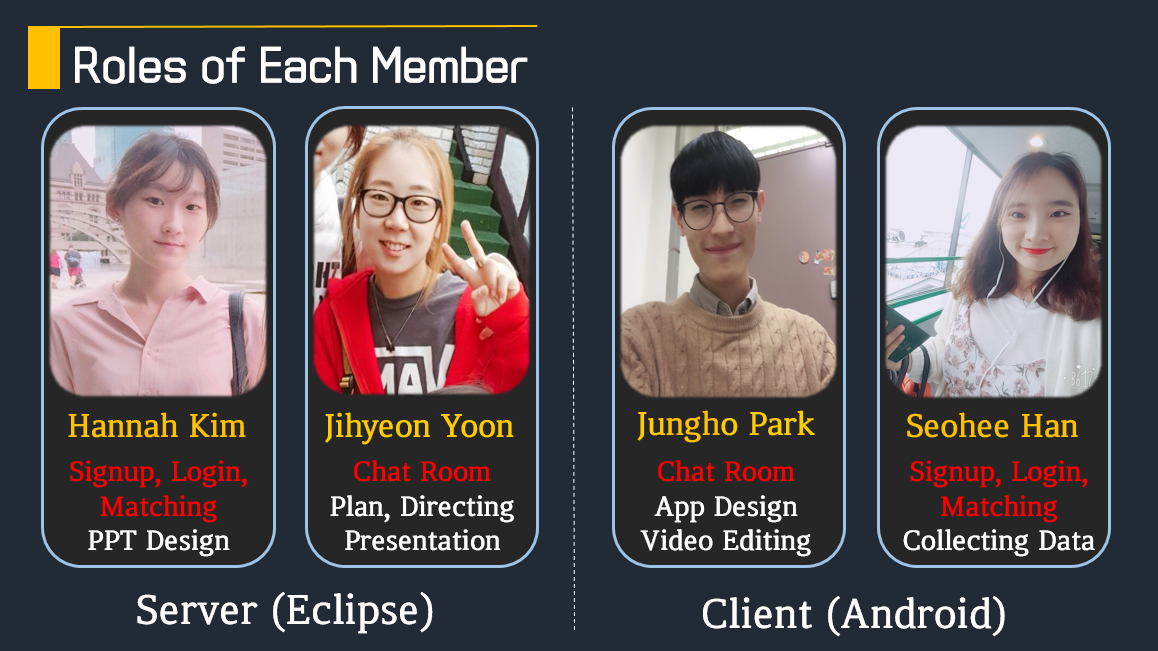 Roles of Each Member
Hannah Kim
Signup, Login,
Matching
PPT Design
Jihyeon Yoon
Chat Room
Plan, Directing
Presentation
Jungho Park
Chat Room
App Design
Video Editing
Seohee Han
Signup, Login,
Matching
Collecting Data
Server (Eclipse)
Client (Android)